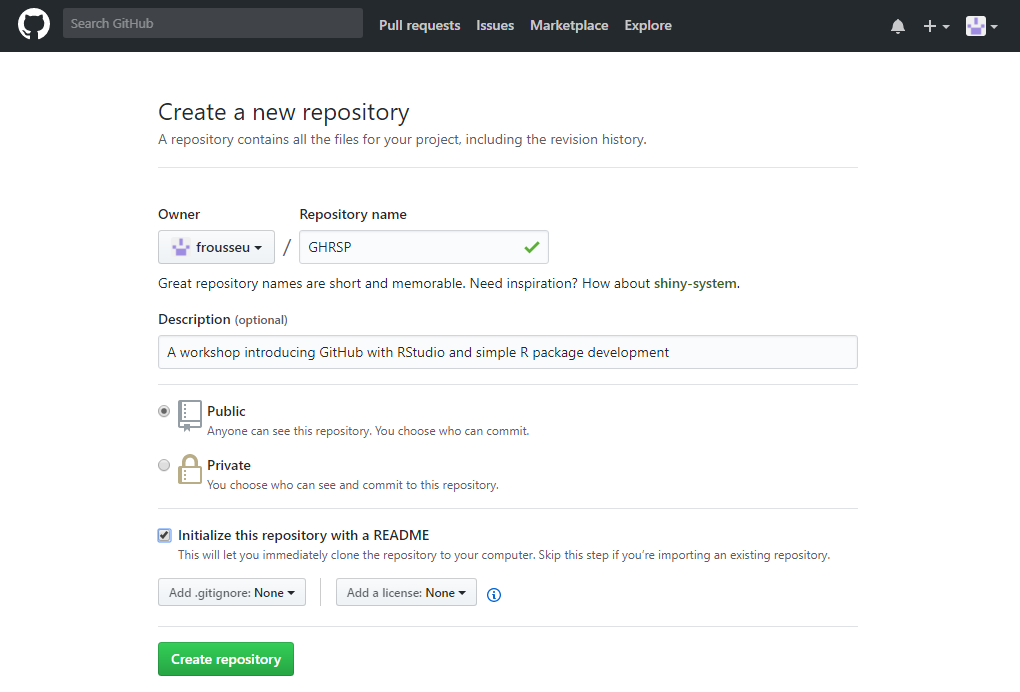 Search GitHub
Pull requests Issues Marketplace Explore
Create a new repository
A repository contains all the files for your project, including the revision history.
Owner
Repository name
frousseu / GHRSP
Great repository names are short and memorable. Need inspiration? How about shiny-system.
Description (optional)
A workshop introducing GitHub with RStudio and simple R package development
Public
Anyone can see this repository. You choose who can commit.
Private
You choose who can see and commit to this repository.
Initialize this repository with a README
This will let you immediately clone the repository to your computer. Skip this step if you’re importing an existing repository.
Add .gitignore: None
Add a license: None
Create repository